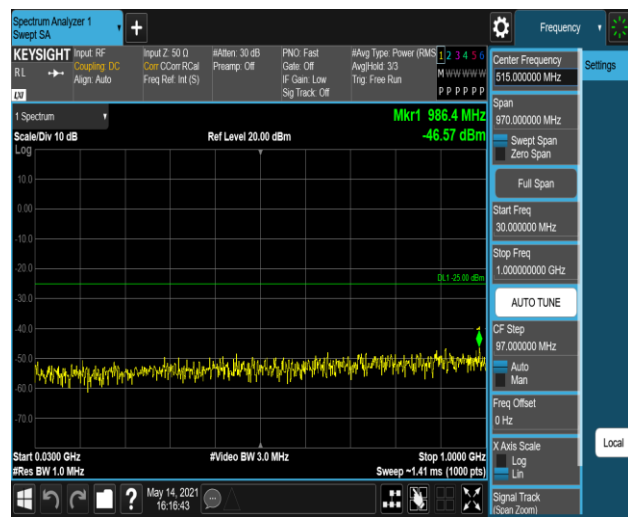 Spectrum Analyzer 1
Swept SA
+
Frequency
KEYSIGHT
RL
LXI
Input: RF
Coupling: DC
Align: Auto
Input Z: 50 Ω
Corr CCorr RCal
Freq Ref: Int (S)
#Atten: 30 dB
Preamp: Off
PNO: Fast
Gate: Off
IF Gain: Low
Sig Track: Off
#Avg Type: Power (RMS
Avg|Hold: 3/3
Trig: Free Run
1 2 3 4 5 6
M W W W W W
P P P P P P
Center Frequency
515.000000 MHz
Settings
Span
970.000000 MHz
Swept Span
Zero Span
Full Span
Start Freq
30.000000 MHz
Stop Freq
1.000000000 GHz
AUTO TUNE
CF Step
97.000000 MHz
Auto
Man
Freq Offset
0 Hz
X Axis Scale
Log
Lin
Local
Signal Track
(Span Zoom)
1 Spectrum
Scale/Div 10 dB
Log
Ref Level 20.00 dBm
Mkr1 986.4 MHz
-46.57 dBm
10.0
0.00
-10.0
-20.0
DL1 -25.00 dBm
-30.0
-40.0
1
-50.0
-60.0
-70.0
Start 0.0300 GHz
#Res BW 1.0 MHz
#Video BW 3.0 MHz
Stop 1.0000 GHz
Sweep ~1.41 ms (1000 pts)
?
May 14, 2021
16:16:43